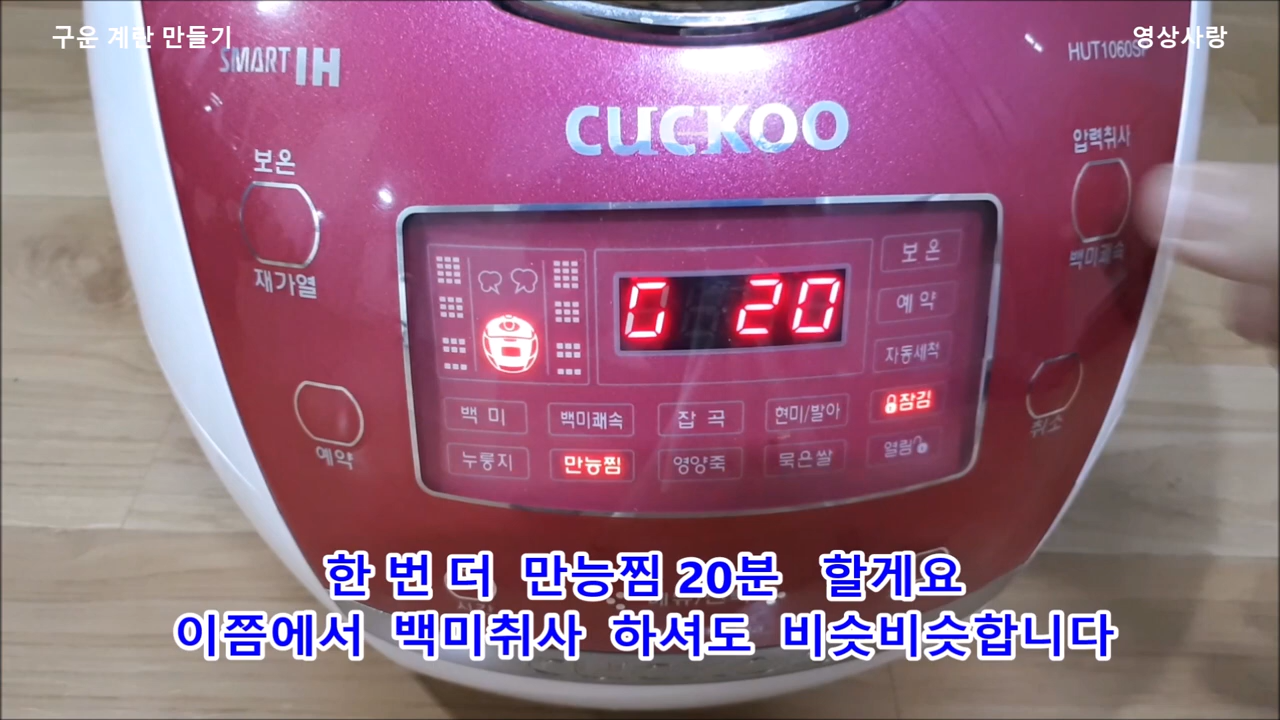 구운 계란 만들기
영상사랑
SMART IH
HUT1060SF
CUCKOO
보온
재가열
압력취사
백미쾌속
예약
취소
0 20
보 온
예 약
자동세척
잠김
열림
백 미
백미쾌속
잡 곡
현미/발아
누룽지
만능찜
영양죽
묵은쌀
한 번 더 만능찜 20분 할게요
이쯤에서 백미취사 하셔도 비슷비슷합니다